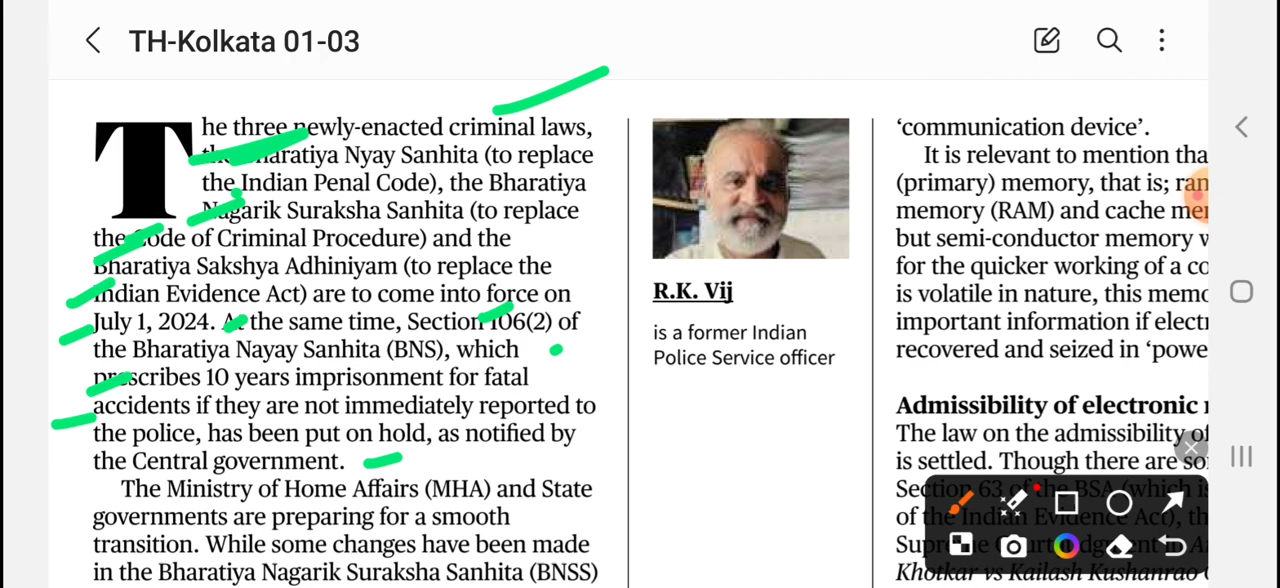 TH-Kolkata 01-03
The three newly-enacted criminal laws,
the Bharatiya Nyay Sanhita (to replace
the Indian Penal Code), the Bharatiya
Nagarik Suraksha Sanhita (to replace
the Code of Criminal Procedure) and the
Bharatiya Sakshya Adhiniyam (to replace the
Indian Evidence Act) are to come into force on
July 1, 2024. At the same time, Section 106(2) of
the Bharatiya Nayay Sanhita (BNS), which
prescribes 10 years imprisonment for fatal
accidents if they are not immediately reported to
the police, has been put on hold, as notified by
the Central government.
The Ministry of Home Affairs (MHA) and State
governments are preparing for a smooth
transition. While some changes have been made
in the Bharatiya Nagarik Suraksha Sanhita (BNSS)
R.K. Vij
is a former Indian
Police Service officer
‘communication device’.
It is relevant to mention tha
(primary) memory, that is; ran
memory (RAM) and cache me
but semi-conductor memory w
for the quicker working of a co
is volatile in nature, this memo
important information if elect
recovered and seized in ‘powe
Admissibility of electronic
The law on the admissibility of
is settled. Though there are so
Section 63 of the BSA (which is
of the Indian Evidence Act), th
Supreme Court judgment in A
Khotkar vs Kailash Kushanrao